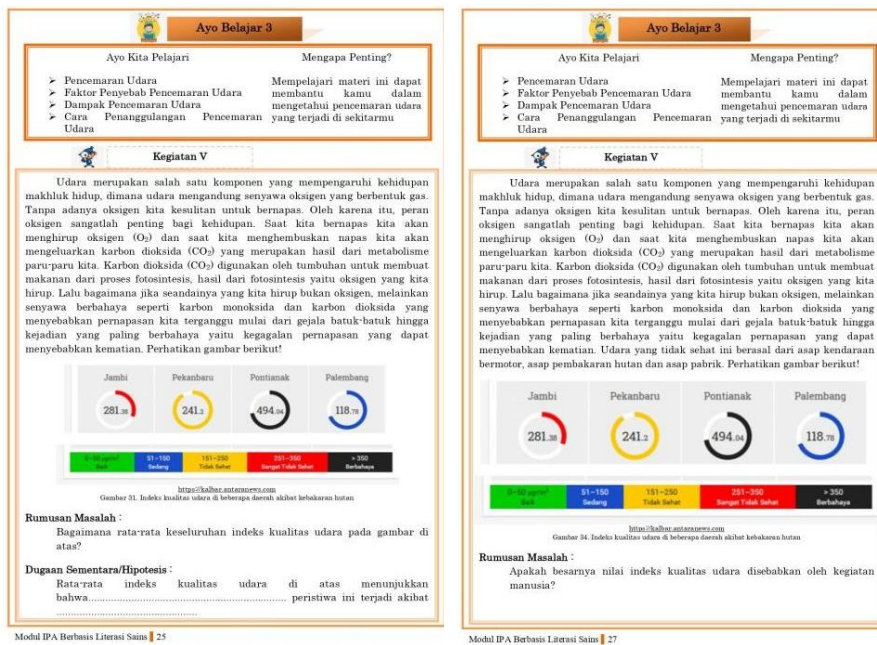 Ayo Belajar 3
Ayo Kita Pelajari
➢ Pencemaran Udara
➢ Faktor Penyebab Pencemaran Udara
➢ Dampak Pencemaran Udara
➢ Cara Penanggulangan Pencemaran
Udara
Mengapa Penting?
Mempelajari materi ini dapat
membantu kamu dalam
mengetahui pencemaran udara
yang terjadi di sekitarmu
Kegiatan V
Udara merupakan salah satu komponen yang mempengaruhi kehidupan
makhluk hidup, dimana udara mengandung senyawa oksigen yang berbentuk gas.
Tanpa adanya oksigen kita kesulitan untuk bernapas. Oleh karena itu, peran
oksigen sangatlah penting bagi kehidupan. Saat kita bernapas kita akan
menghirup oksigen (O₂) dan saat kita menghembuskan napas kita akan
mengeluarkan karbon dioksida (CO₂) yang merupakan hasil dari metabolisme
paru-paru kita. Karbon dioksida (CO₂) digunakan oleh tumbuhan untuk membuat
makanan dari proses fotosintesis, hasil dari fotosintesis yaitu oksigen yang kita
hirup. Lalu bagaimana jika seandainya yang kita hirup bukan oksigen, melainkan
senyawa berbahaya seperti karbon monoksida dan karbon dioksida yang
menyebabkan pernapasan kita terganggu mulai dari gejala batuk-batuk hingga
kejadian yang paling berbahaya yaitu kegagalan pernapasan yang dapat
menyebabkan kematian. Perhatikan gambar berikut!
Jambi Pekanbaru Pontianak Palembang
281.38 241.2 494.04 118.78
0-50 µgr/m³ 51-150 151-250 251-350 > 350
Baik Sedang Tidak Sehat Sangat Tidak Sehat Berbahaya
https://kalbar.antaranews.com
Gambar 31. Indeks kualitas udara di beberapa daerah akibat kebakaran hutan
Rumusan Masalah :
Bagaimana rata-rata keseluruhan indeks kualitas udara pada gambar di
atas?
Dugaan Sementara/Hipotesis :
Rata-rata indeks kualitas udara di atas menunjukkan
bahwa.................................................................. peristiwa ini terjadi akibat
...............................................
Modul IPA Berbasis Literasi Sains 25
Ayo Belajar 3
Ayo Kita Pelajari
➢ Pencemaran Udara
➢ Faktor Penyebab Pencemaran Udara
➢ Dampak Pencemaran Udara
➢ Cara Penanggulangan Pencemaran
Udara
Mengapa Penting?
Mempelajari materi ini dapat
membantu kamu dalam
mengetahui pencemaran udara
yang terjadi di sekitarmu
Kegiatan V
Udara merupakan salah satu komponen yang mempengaruhi kehidupan
makhluk hidup, dimana udara mengandung senyawa oksigen yang berbentuk gas.
Tanpa adanya oksigen kita kesulitan untuk bernapas. Oleh karena itu, peran
oksigen sangatlah penting bagi kehidupan. Saat kita bernapas kita akan
menghirup oksigen (O₂) dan saat kita menghembuskan napas kita akan
mengeluarkan karbon dioksida (CO₂) yang merupakan hasil dari metabolisme
paru-paru kita. Karbon dioksida (CO₂) digunakan oleh tumbuhan untuk membuat
makanan dari proses fotosintesis, hasil dari fotosintesis yaitu oksigen yang kita
hirup. Lalu bagaimana jika seandainya yang kita hirup bukan oksigen, melainkan
senyawa berbahaya seperti karbon monoksida dan karbon dioksida yang
menyebabkan pernapasan kita terganggu mulai dari gejala batuk-batuk hingga
kejadian yang paling berbahaya yaitu kegagalan pernapasan yang dapat
menyebabkan kematian. Udara yang tidak sehat ini berasal dari asap kendaraan
bermotor, asap pembakaran hutan dan asap pabrik. Perhatikan gambar berikut!
Jambi Pekanbaru Pontianak Palembang
281.38 241.2 494.04 118.78
0-50 µgr/m³ 51-150 151-250 251-350 > 350
Baik Sedang Tidak Sehat Sangat Tidak Sehat Berbahaya
https://kalbar.antaranews.com
Gambar 34. Indeks kualitas udara di beberapa daerah akibat kebakaran hutan
Rumusan Masalah :
Apakah besarnya nilai indeks kualitas udara disebabkan oleh kegiatan
manusia?
Modul IPA Berbasis Literasi Sains 27